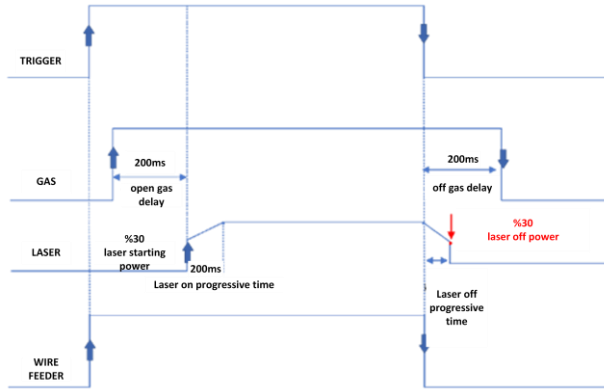 TRIGGER
200ms
200ms
GAS
open gas
delay
off gas delay
%30
laser starting
power
%30
laser off power
LASER
200ms
Laser on progressive time
Laser off
progressive
time
WIRE
FEEDER